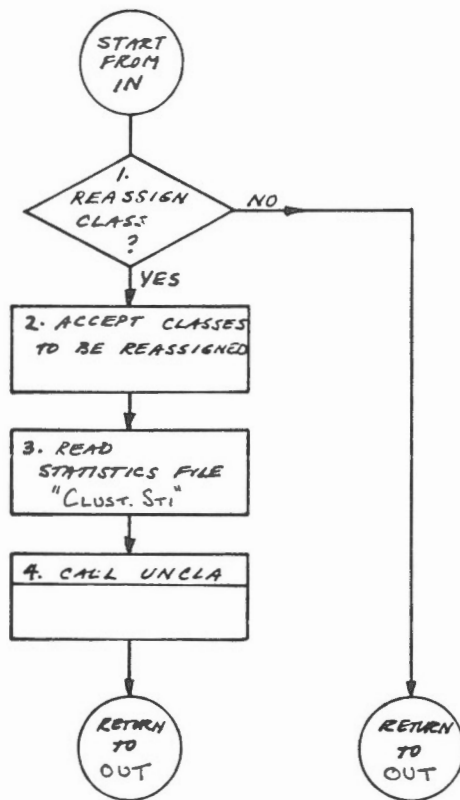 START
FROM
IN
1.
REASSIGN
CLASS
?
NO
YES
2. ACCEPT CLASSES
TO BE REASSIGNED
3. READ
STATISTICS FILE
"CLUST. STI"
4. CALL UNCLA
RETURN
TO
OUT
RETURN
TO
OUT